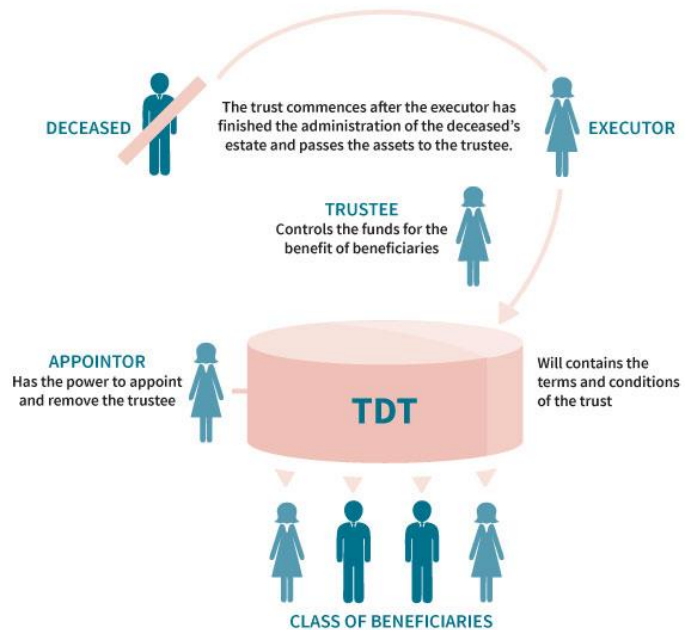 DECEASED
The trust commences after the executor has
finished the administration of the deceased's
estate and passes the assets to the trustee.
EXECUTOR
TRUSTEE
Controls the funds for the
benefit of beneficiaries
APPOINTOR
Has the power to appoint
and remove the trustee
TDT
Will contains the
terms and conditions
of the trust
CLASS OF BENEFICIARIES